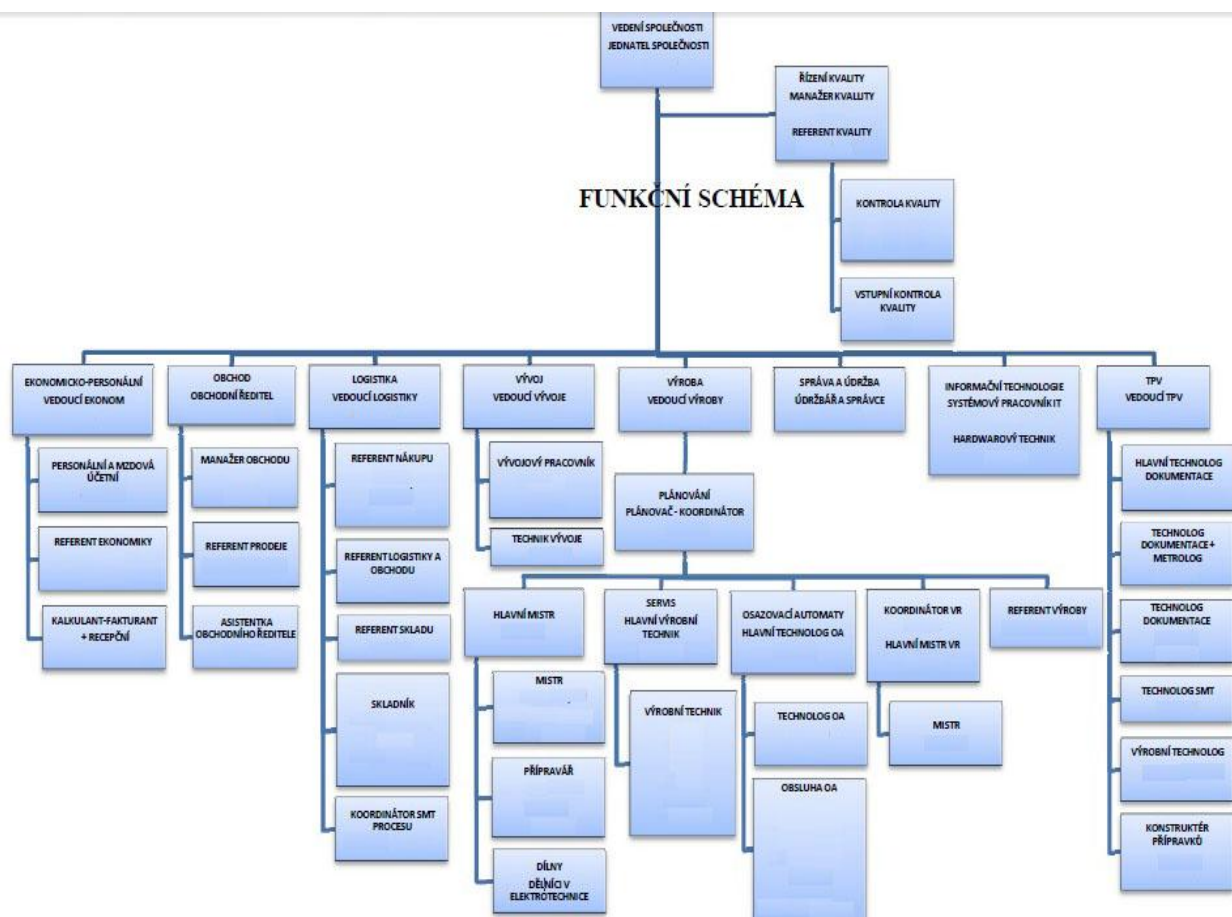 VEDENÍ SPOLEČNOSTI
JEDNATEL SPOLEČNOSTI
ŘÍZENÍ KVALITY
MANAŽER KVALLITY
REFERENT KVALITY
FUNKČNÍ SCHÉMA
KONTROLA KVALITY
VSTUPNÍ KONTROLA
KVALITY
EKONOMICKO-PERSONÁLNÍ
VEDOUCÍ EKONOM
PERSONÁLNÍ A MZDOVÁ
ÚČETNÍ
REFERENT EKONOMIKY
KALKULANT-FAKTURANT
+ RECEPČNÍ
OBCHOD
OBCHODNÍ ŘEDITEL
MANAŽER OBCHODU
REFERENT PRODEJE
ASISTENTKA
OBCHODNÍHO ŘEDITELE
LOGISTIKA
VEDOUCÍ LOGISTIKY
REFERENT NÁKUPU
REFERENT LOGISTIKY A
OBCHODU
REFERENT SKLADU
SKLADNÍK
KOORDINÁTOR SMT
PROCESU
VÝVOJ
VEDOUCÍ VÝVOJE
VÝVOJOVÝ PRACOVNÍK
TECHNIK VÝVOJE
VÝROBA
VEDOUCÍ VÝROBY
PLÁNOVÁNÍ
PLÁNOVAČ - KOORDINÁTOR
HLAVNÍ MISTR
MISTR
PŘÍPRAVÁŘ
DÍLNY
DĚLNÍCI V
ELEKTROTECHNICE
SERVIS
HLAVNÍ VÝROBNÍ
TECHNIK
VÝROBNÍ TECHNIK
OSAZOVACÍ AUTOMATY
HLAVNÍ TECHNOLOG OA
TECHNOLOG OA
OBSLUHA OA
KOORDINÁTOR VR
HLAVNÍ MISTR VR
MISTR
REFERENT VÝROBY
SPRÁVA A ÚDRŽBA
ÚDRŽBÁŘ A SPRÁVCE
INFORMAČNÍ TECHNOLOGIE
SYSTÉMOVÝ PRACOVNÍK IT
HARDWAROVÝ TECHNIK
TPV
VEDOUCÍ TPV
HLAVNÍ TECHNOLOG
DOKUMENTACE
TECHNOLOG
DOKUMENTACE +
METROLOG
TECHNOLOG
DOKUMENTACE
TECHNOLOG SMT
VÝROBNÍ TECHNOLOG
KONSTRUKTÉR
PŘÍPRAVKŮ